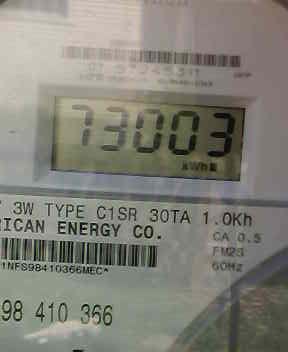 73003
kWh
3W TYPE C1SR 30TA 1.0Kh
RICAN ENERGY CO.
CA 0.5
FM2S
60Hz
1NFS98410366MEC*
98 410 366